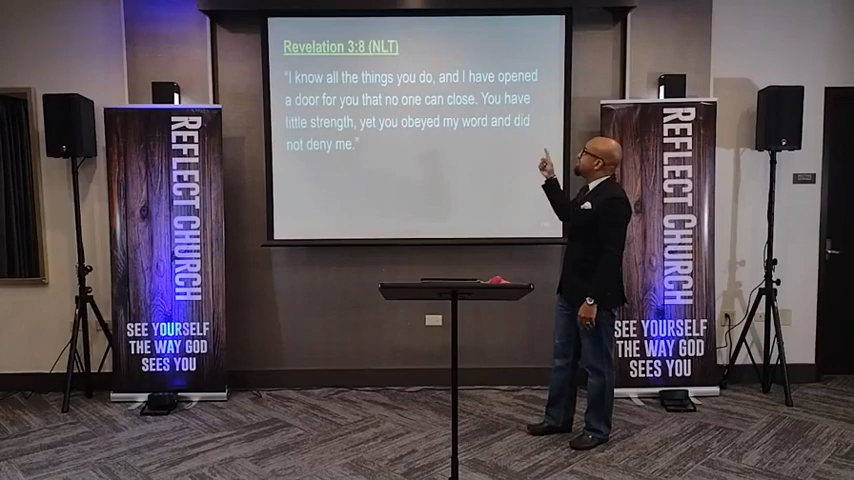 Revelation 3:8 (NLT)
"I know all the things you do, and I have opened
a door for you that no one can close. You have
little strength, yet you obeyed my word and did
not deny me."
REFLECT CHURCH
SEE YOURSELF
THE WAY GOD
SEES YOU
REFLECT CHURCH
SEE YOURSELF
THE WAY GOD
SEES YOU